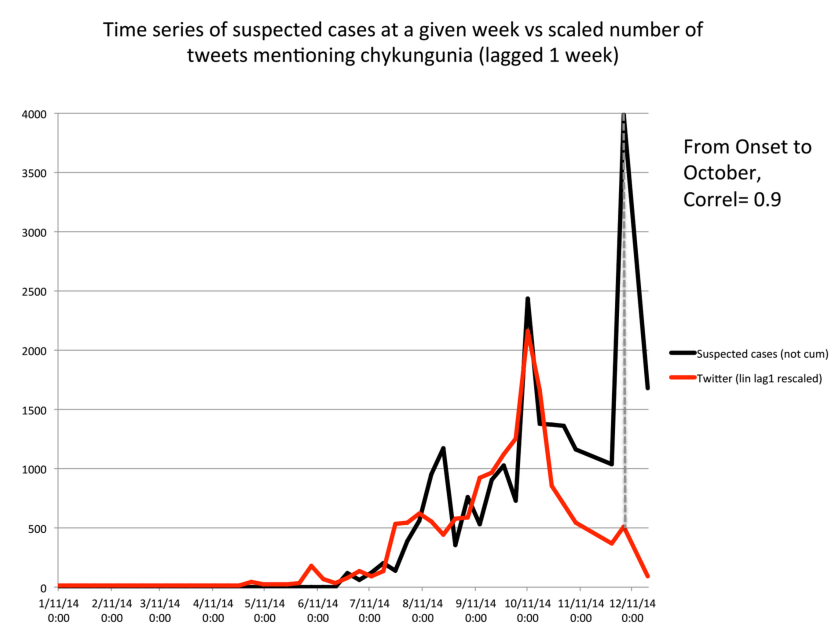 Time series of suspected cases at a given week vs scaled number of
tweets mentioning chykungunia (lagged 1 week)
4000
3500
3000
2500
2000
1500
1000
500
0
From Onset to
October,
Correl= 0.9
Suspected cases (not cum)
Twitter (lin lag1 rescaled)
1/11/14 2/11/14 3/11/14 4/11/14 5/11/14 6/11/14 7/11/14 8/11/14 9/11/14 10/11/14 11/11/14 12/11/14
0:00 0:00 0:00 0:00 0:00 0:00 0:00 0:00 0:00 0:00 0:00 0:00